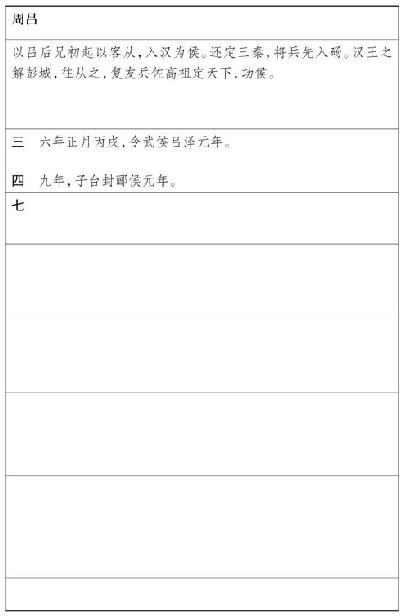 周吕
以吕后兄初起以客从,入汉为侯。还定三秦,将兵先入砀。汉王之
解彭城,往从之,复发兵佐高祖定天下,功侯。
三 六年正月丙戌,令武侯吕泽元年。
四 九年,子台封郦侯元年。
七